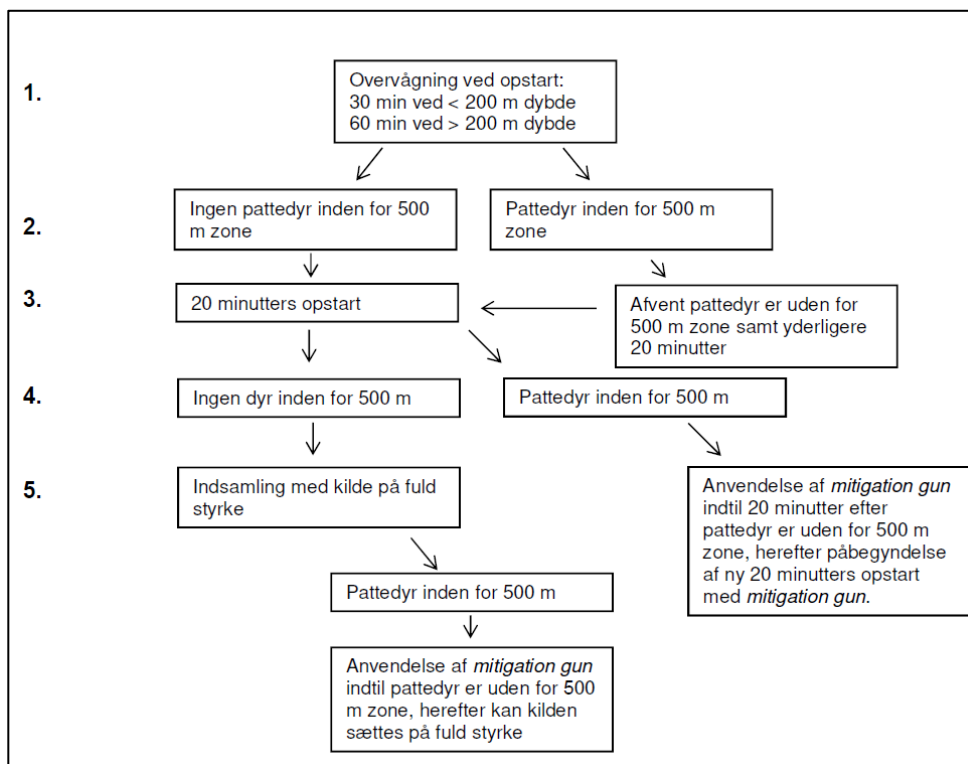 1.
Overvågning ved opstart:
30 min ved < 200 m dybde
60 min ved > 200 m dybde
2.
Ingen pattedyr inden for 500
m zone
Pattedyr inden for 500 m
zone
3.
20 minutters opstart
Afvent pattedyr er uden for
500 m zone samt yderligere
20 minutter
4.
Ingen dyr inden for 500 m
Pattedyr inden for 500 m
5.
Indsamling med kilde på fuld
styrke
Anvendelse af mitigation gun
indtil 20 minutter efter
pattedyr er uden for 500 m
zone, herefter påbegyndelse
af ny 20 minutters opstart
med mitigation gun.
Pattedyr inden for 500 m
Anvendelse af mitigation gun
indtil pattedyr er uden for 500
m zone, herefter kan kilden
sættes på fuld styrke